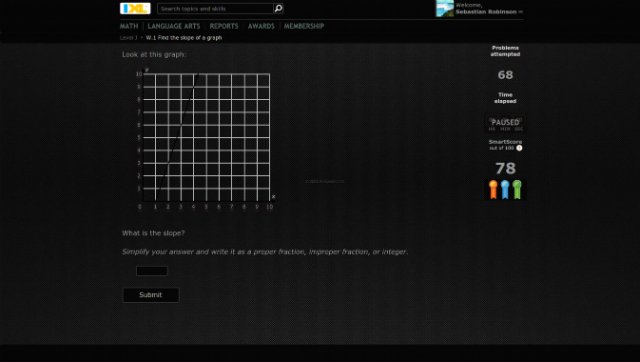 IXL
Search topics and skills
Welcome,
Sebastian Robinson
MATH LANGUAGE ARTS REPORTS AWARDS MEMBERSHIP
Level J > W.1 Find the slope of a graph
Look at this graph:
y
10
9
8
7
6
5
4
3
2
1
0 1 2 3 4 5 6 7 8 9 10
x
What is the slope?
Simplify your answer and write it as a proper fraction, improper fraction, or integer.
Submit
Problems
attempted
68
Time
elapsed
PAUSED
HR MIN SEC
SmartScore
out of 100
78